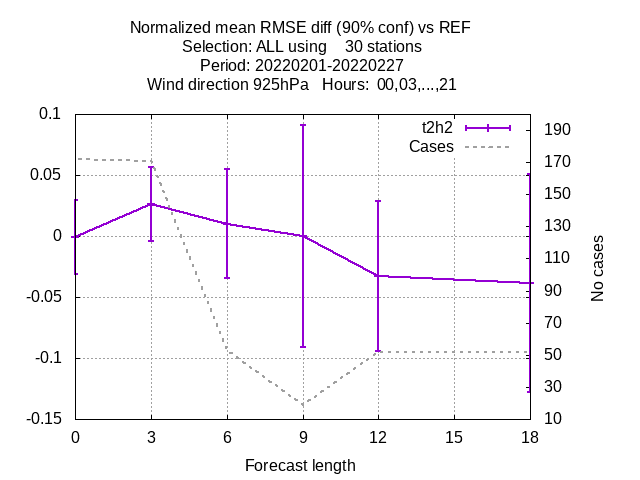 Normalized mean RMSE diff (90% conf) vs REF
Selection: ALL using    30 stations
Period: 20220201-20220227
Wind direction 925hPa   Hours:  00,03,...,21
t2h2
Cases
0.1
0.05
0
-0.05
-0.1
-0.15
190
170
150
130
110
90
70
50
30
10
No cases
0 3 6 9 12 15 18
Forecast length